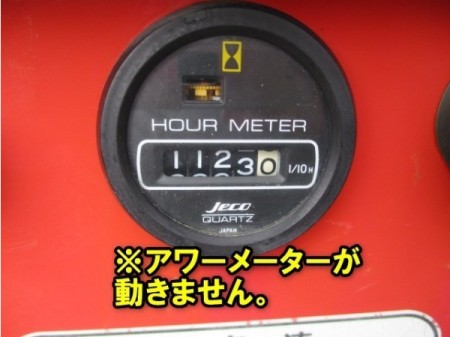 HOUR METER
11230 1/10H
Jeco
QUARTZ
JAPAN
※アワーメーターが
動きません。